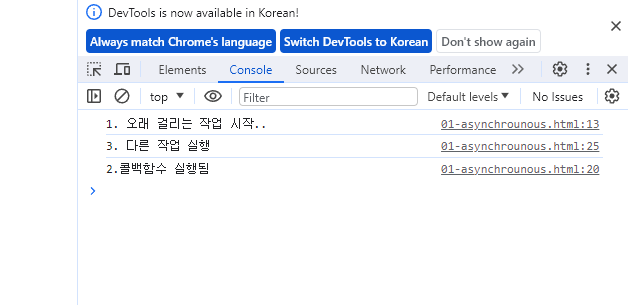 DevTools is now available in Korean!
Always match Chrome's language Switch DevTools to Korean Don't show again
Elements Console Sources Network Performance
top Filter Default levels No Issues
1. 오래 걸리는 작업 시작.. 01-asynchrounous.html:13
3. 다른 작업 실행 01-asynchrounous.html:25
2.콜백함수 실행됨 01-asynchrounous.html:20